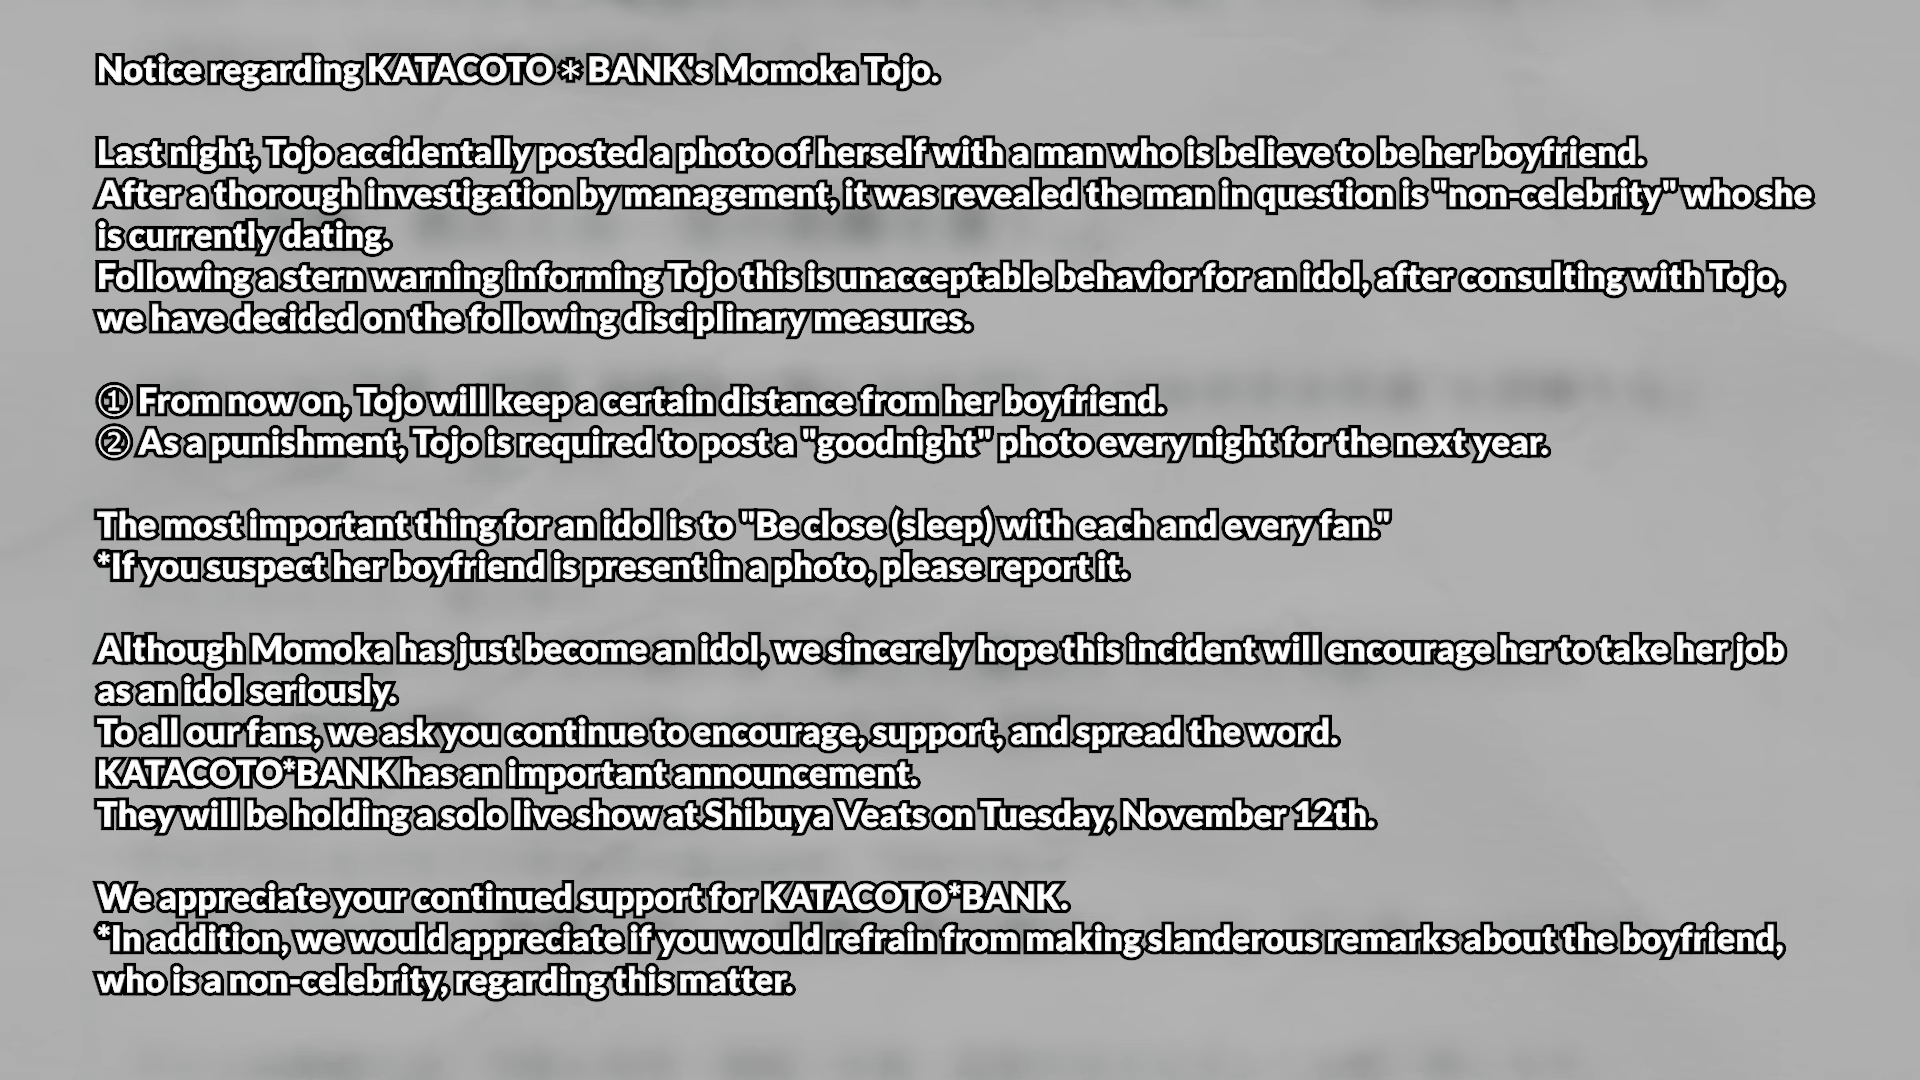 Notice regarding KATACOTO＊BANK's Momoka Tojo.
Last night, Tojo accidentally posted a photo of herself with a man who is believe to be her boyfriend.
After a thorough investigation by management, it was revealed the man in question is "non-celebrity" who she
is currently dating.
Following a stern warning informing Tojo this is unacceptable behavior for an idol, after consulting with Tojo,
we have decided on the following disciplinary measures.
① From now on, Tojo will keep a certain distance from her boyfriend.
② As a punishment, Tojo is required to post a "goodnight" photo every night for the next year.
The most important thing for an idol is to "Be close (sleep) with each and every fan."
*If you suspect her boyfriend is present in a photo, please report it.
Although Momoka has just become an idol, we sincerely hope this incident will encourage her to take her job
as an idol seriously.
To all our fans, we ask you continue to encourage, support, and spread the word.
KATACOTO*BANK has an important announcement.
They will be holding a solo live show at Shibuya Veats on Tuesday, November 12th.
We appreciate your continued support for KATACOTO*BANK.
*In addition, we would appreciate if you would refrain from making slanderous remarks about the boyfriend,
who is a non-celebrity, regarding this matter.